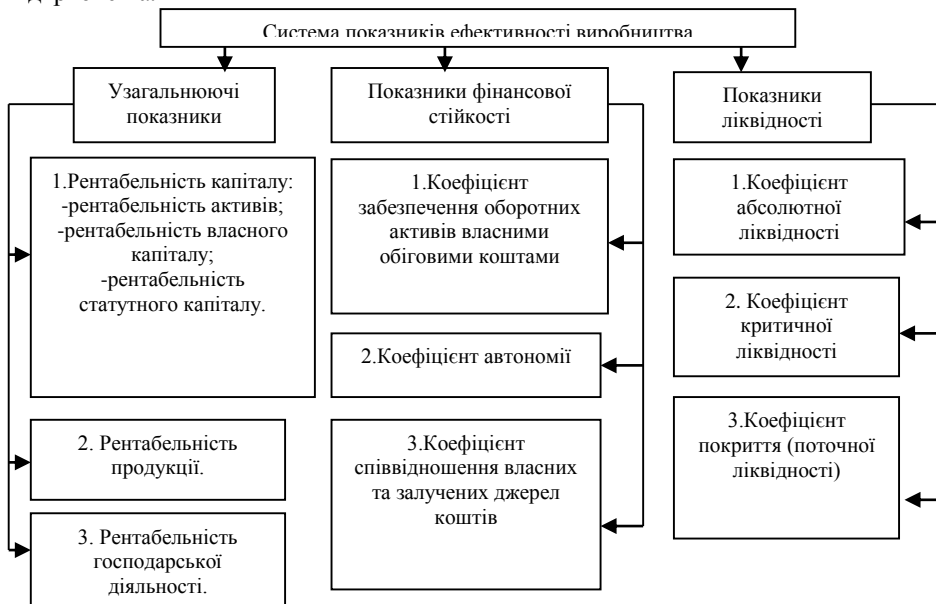 Система показників ефективності виробництва
Узагальнюючі
показники
Показники фінансової
стійкості
Показники
ліквідності
1.Рентабельність капіталу:
-рентабельність активів;
-рентабельність власного
капіталу;
-рентабельність
статутного капіталу.
2. Рентабельність
продукції.
3. Рентабельність
господарської
діяльності.
1.Коефіцієнт
забезпечення оборотних
активів власними
обіговими коштами
2.Коефіцієнт автономії
3.Коефіцієнт
співвідношення власних
та залучених джерел
коштів
1.Коефіцієнт
абсолютної
ліквідності
2. Коефіцієнт
критичної
ліквідності
3.Коефіцієнт
покриття (поточної
ліквідності)